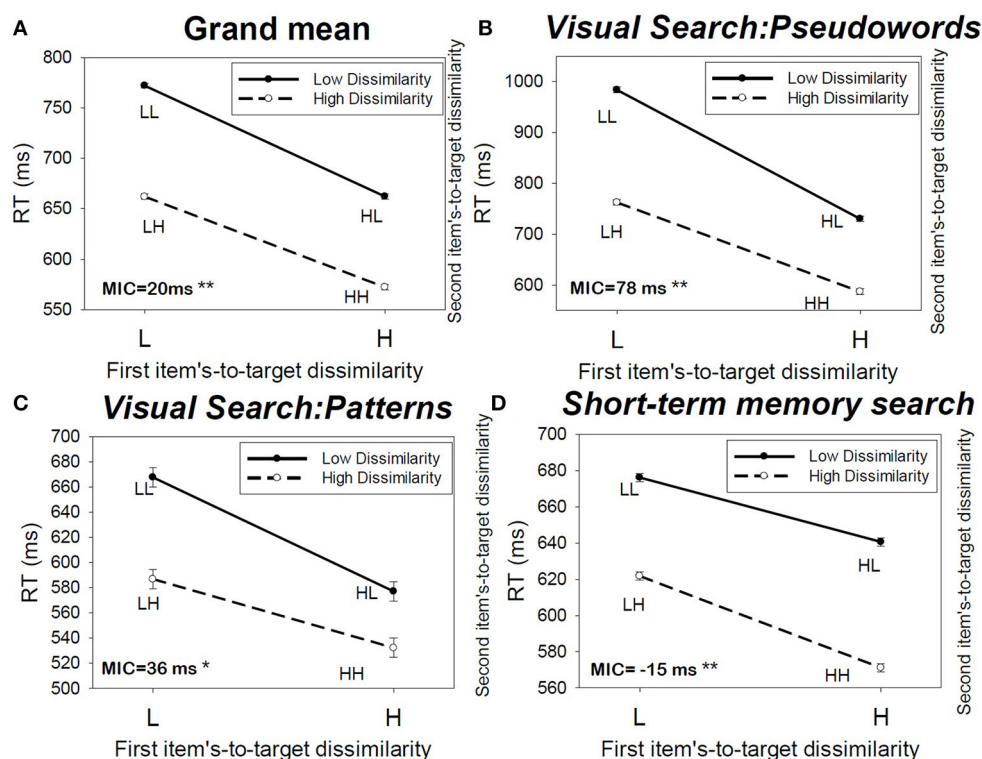 A
Grand mean
800
750
700
650
600
550
RT (ms)
Low Dissimilarity
High Dissimilarity
LL
LH
HL
HH
MIC=20ms **
L
H
First item's-to-target dissimilarity
Second item's-to-target dissimilarity
B
Visual Search:Pseudowords
1000
900
800
700
600
RT (ms)
Low Dissimilarity
High Dissimilarity
LL
LH
HL
HH
MIC=78 ms **
L
H
First item's-to-target dissimilarity
Second item's-to-target dissimilarity
C
Visual Search:Patterns
700
680
660
640
620
600
580
560
540
520
500
RT (ms)
Low Dissimilarity
High Dissimilarity
LL
LH
HL
HH
MIC=36 ms *
L
H
First item's-to-target dissimilarity
Second item's-to-target dissimilarity
D
Short-term memory search
700
680
660
640
620
600
580
560
RT (ms)
Low Dissimilarity
High Dissimilarity
LL
LH
HL
HH
MIC= -15 ms **
L
H
First item's-to-target dissimilarity
Second item's-to-target dissimilarity